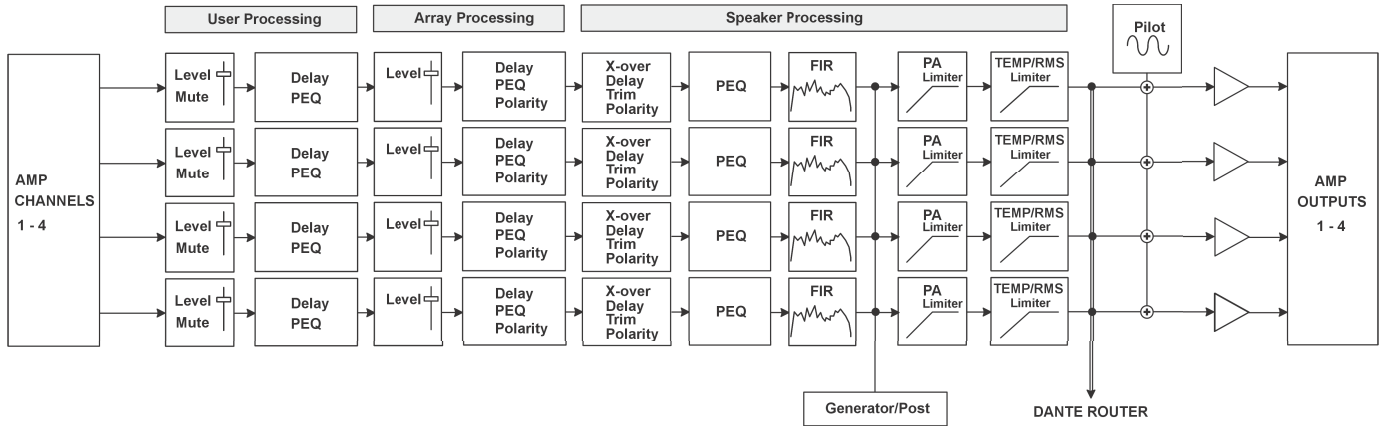 User Processing
Array Processing
Speaker Processing
Pilot
AMP
CHANNELS
1 - 4
Level
Mute
Delay
PEQ
Level
Delay
PEQ
Polarity
X-over
Delay
Trim
Polarity
PEQ
FIR
PA
Limiter
TEMP/RMS
Limiter
Level
Mute
Delay
PEQ
Level
Delay
PEQ
Polarity
X-over
Delay
Trim
Polarity
PEQ
FIR
PA
Limiter
TEMP/RMS
Limiter
Level
Mute
Delay
PEQ
Level
Delay
PEQ
Polarity
X-over
Delay
Trim
Polarity
PEQ
FIR
PA
Limiter
TEMP/RMS
Limiter
Level
Mute
Delay
PEQ
Level
Delay
PEQ
Polarity
X-over
Delay
Trim
Polarity
PEQ
FIR
PA
Limiter
TEMP/RMS
Limiter
AMP
OUTPUTS
1 - 4
Generator/Post
DANTE ROUTER